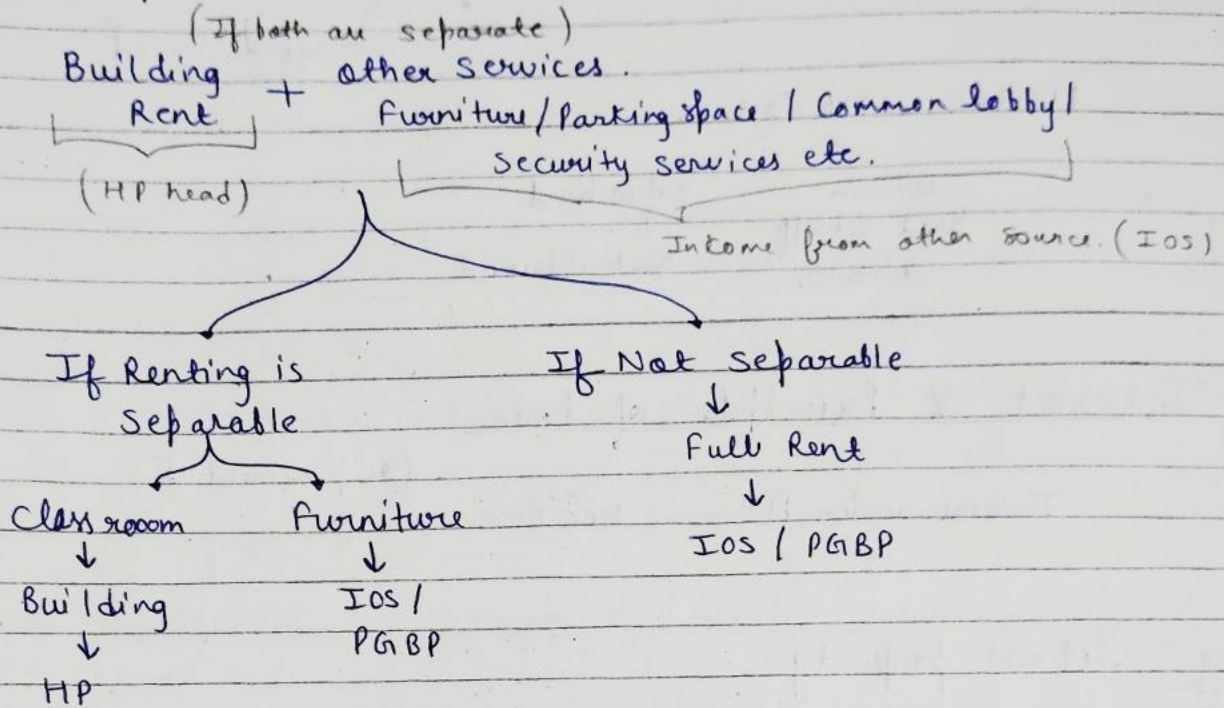 (If both are separate)
Building + other services.
Rent Furniture/Parking space / Common lobby/
Security services etc.
(HP head)
Income from other source. (IOS)
If Renting is If Not separable
Separable ↓
Full Rent
Classrooom Furniture ↓
↓ ↓ IOS / PGBP
Building IOS /
↓ PGBP
HP